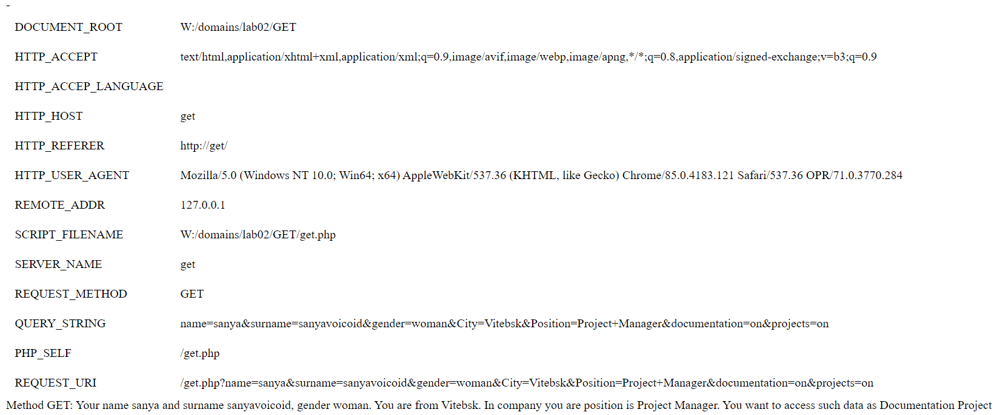 -
DOCUMENT_ROOT W:/domains/lab02/GET
HTTP_ACCEPT text/html,application/xhtml+xml,application/xml;q=0.9,image/avif,image/webp,image/apng,*/*;q=0.8,application/signed-exchange;v=b3;q=0.9
HTTP_ACCEP_LANGUAGE
HTTP_HOST get
HTTP_REFERER http://get/
HTTP_USER_AGENT Mozilla/5.0 (Windows NT 10.0; Win64; x64) AppleWebKit/537.36 (KHTML, like Gecko) Chrome/85.0.4183.121 Safari/537.36 OPR/71.0.3770.284
REMOTE_ADDR 127.0.0.1
SCRIPT_FILENAME W:/domains/lab02/GET/get.php
SERVER_NAME get
REQUEST_METHOD GET
QUERY_STRING name=sanya&surname=sanyavoicoid&gender=woman&City=Vitebsk&Position=Project+Manager&documentation=on&projects=on
PHP_SELF /get.php
REQUEST_URI /get.php?name=sanya&surname=sanyavoicoid&gender=woman&City=Vitebsk&Position=Project+Manager&documentation=on&projects=on
Method GET: Your name sanya and surname sanyavoicoid, gender woman. You are from Vitebsk. In company you are position is Project Manager. You want to access such data as Documentation Project